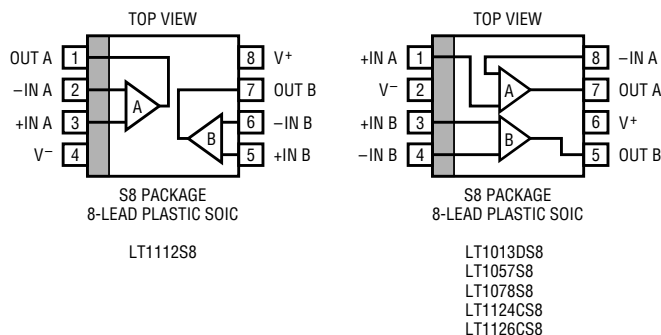 TOP VIEW
OUT A 1
–IN A 2
+IN A 3
V– 4
8 V+
7 OUT B
6 –IN B
5 +IN B
A
B
S8 PACKAGE
8-LEAD PLASTIC SOIC
LT1112S8
TOP VIEW
+IN A 1
V– 2
+IN B 3
–IN B 4
8 –IN A
7 OUT A
6 V+
5 OUT B
A
B
S8 PACKAGE
8-LEAD PLASTIC SOIC
LT1013DS8
LT1057S8
LT1078S8
LT1124CS8
LT1126CS8